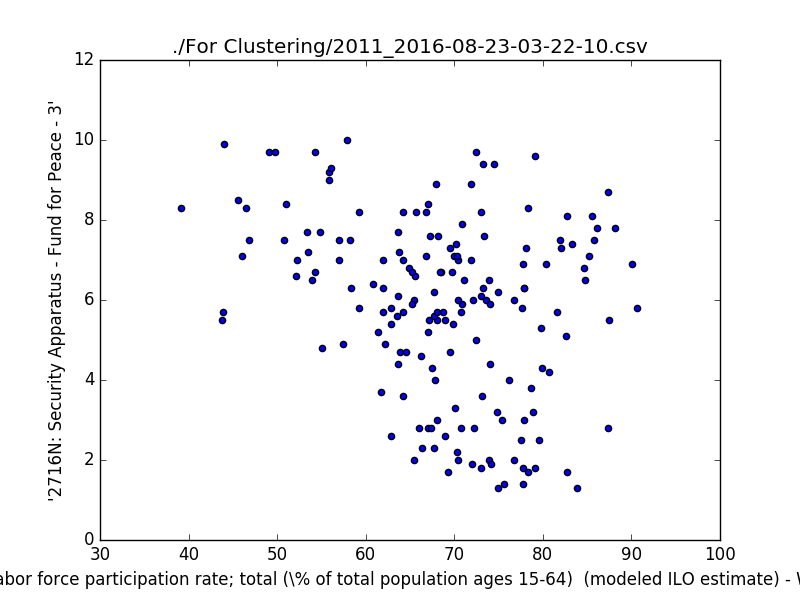 ./For Clustering/2011_2016-08-23-03-22-10.csv
12
10
8
6
4
2
0
'2716N: Security Apparatus - Fund for Peace - 3'
30 40 50 60 70 80 90 100
force participation rate; total (\% of total population ages 15-64)  (modeled ILO estimate) -